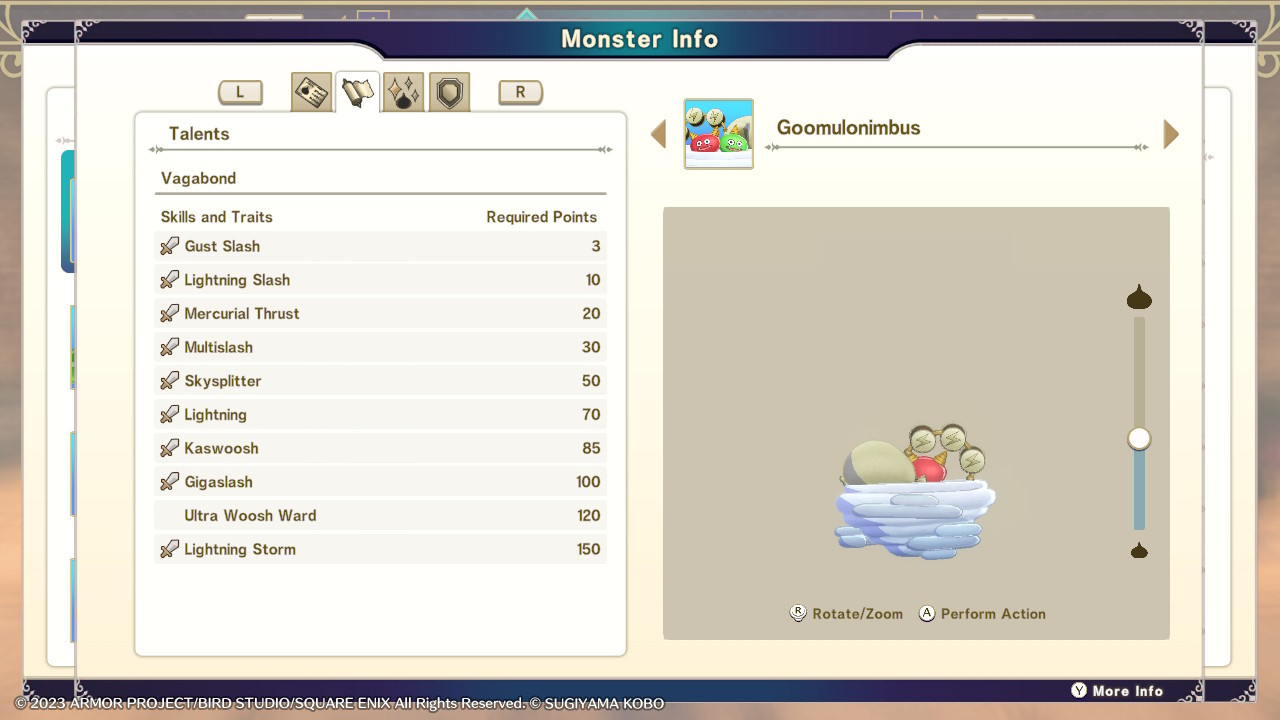 Monster Info
L
R
Talents
Vagabond
Skills and Traits Required Points
Gust Slash 3
Lightning Slash 10
Mercurial Thrust 20
Multislash 30
Skysplitter 50
Lightning 70
Kaswoosh 85
Gigaslash 100
Ultra Woosh Ward 120
Lightning Storm 150
Goomulonimbus
R Rotate/Zoom A Perform Action
Y More Info
© 2023 ARMOR PROJECT/BIRD STUDIO/SQUARE ENIX All Rights Reserved. © SUGIYAMA KOBO